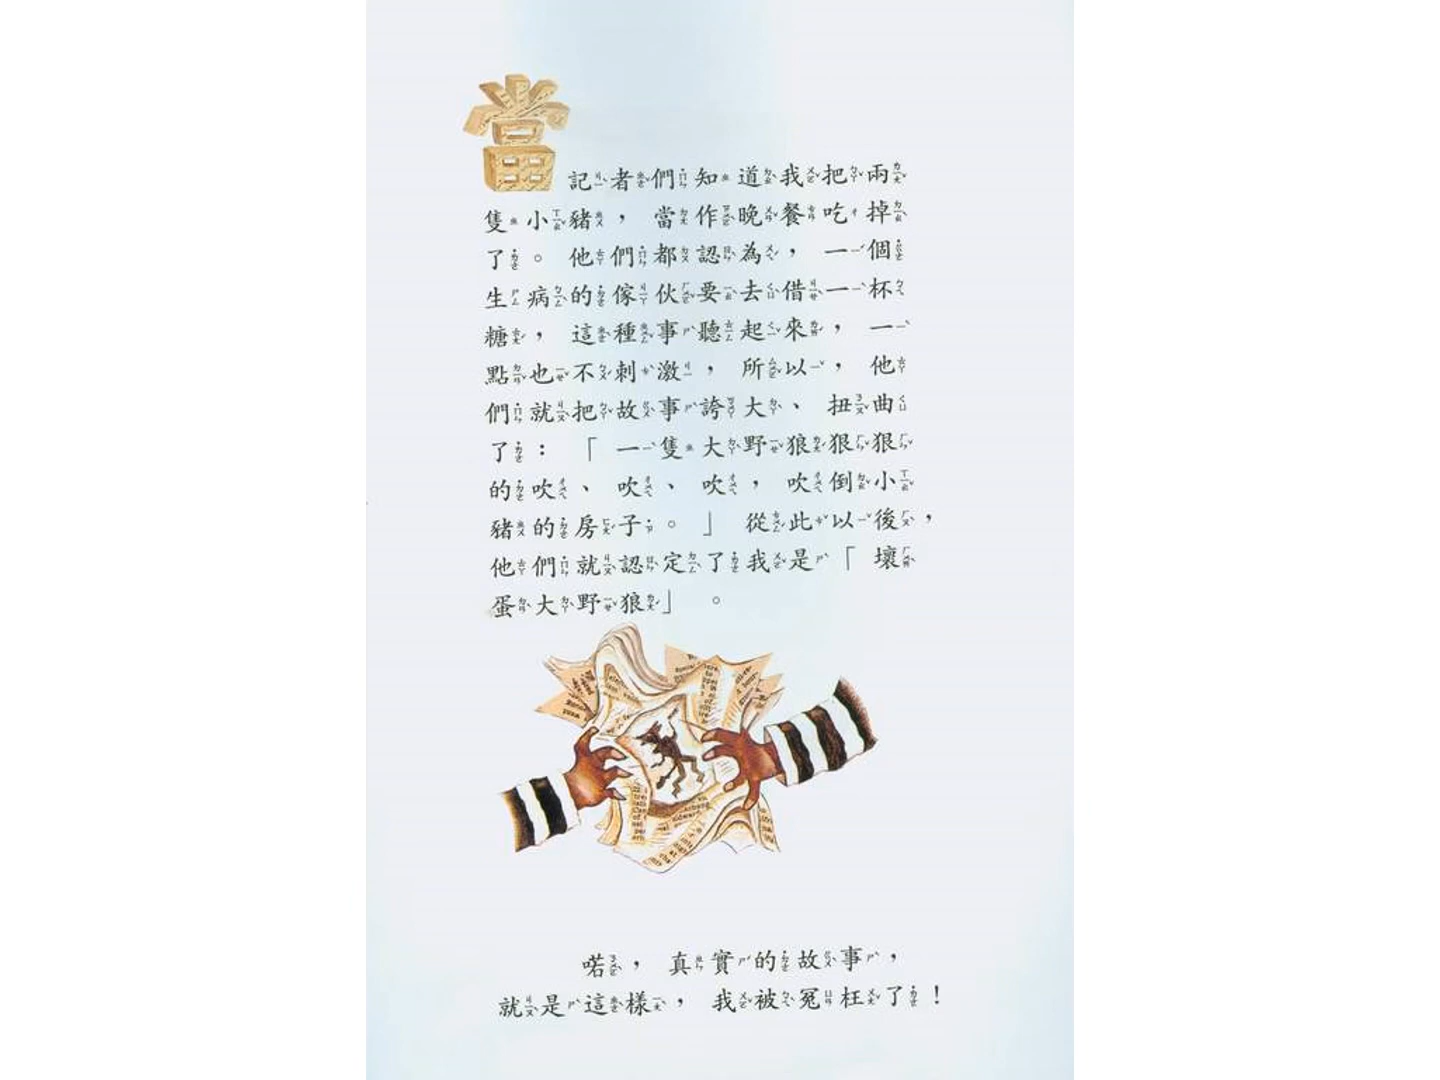 當記者們知道我把兩
隻小豬，當作晚餐吃掉
了。他們都認為，一個
生病的傢伙要去借一杯
糖，這種事聽起來，一
點也不刺激，所以，他
們就把故事誇大、扭曲
了：「一隻大野狼狠狠
的吹、吹、吹，吹倒小
豬的房子。」從此以後，
他們就認定了我是「壞
蛋大野狼」。
喏，真實的故事，
就是這樣，我被冤枉了！